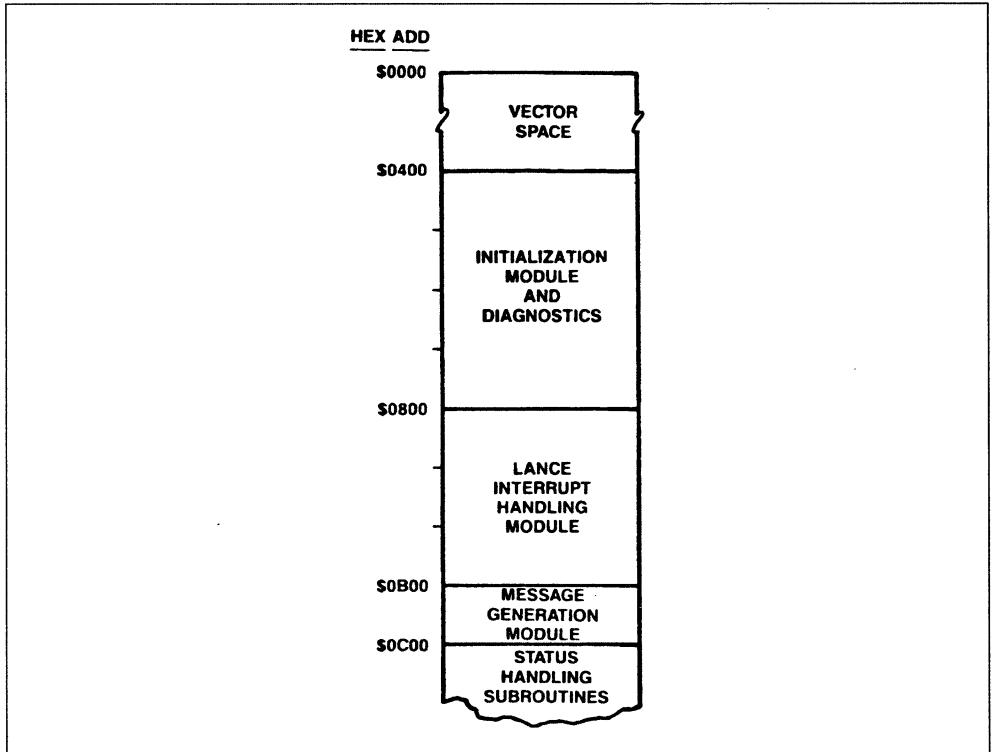 HEX ADD
$0000
VECTOR
SPACE
$0400
INITIALIZATION
MODULE
AND
DIAGNOSTICS
$0800
LANCE
INTERRUPT
HANDLING
MODULE
$0B00
MESSAGE
GENERATION
MODULE
$0C00
STATUS
HANDLING
SUBROUTINES